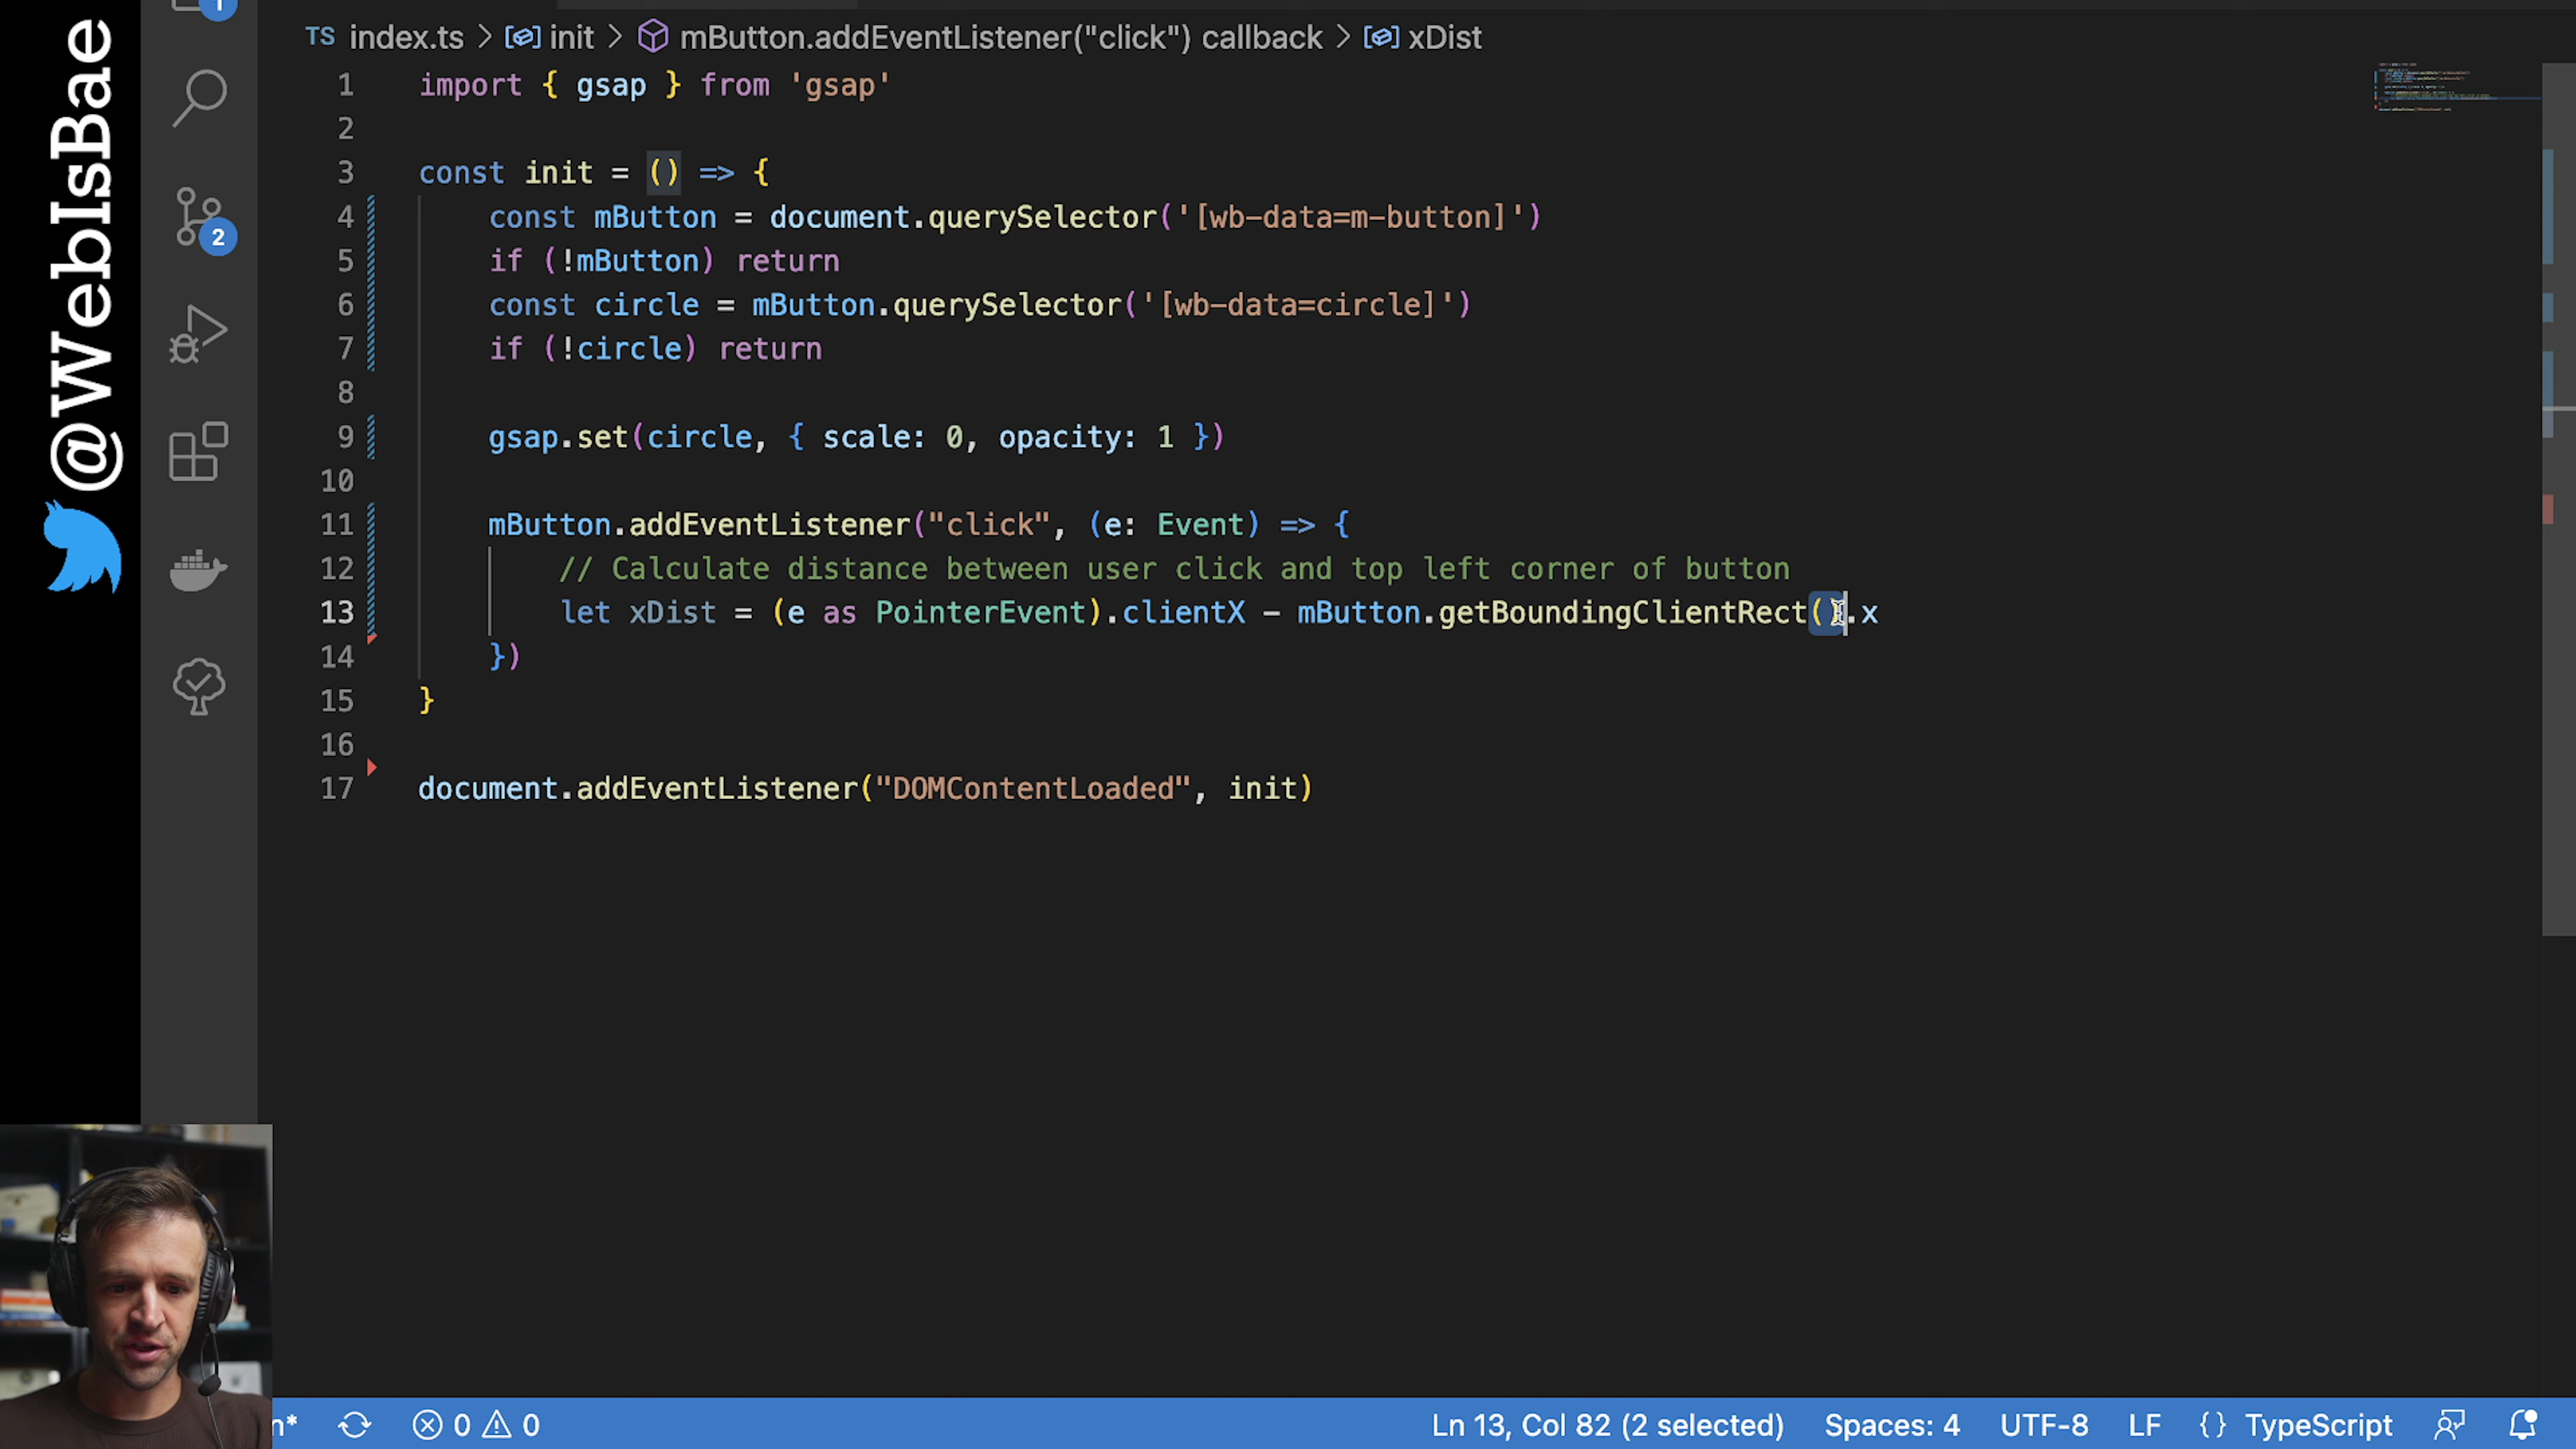 @WebIsBae
1
2
TS index.ts > init > mButton.addEventListener("click") callback > xDist
1 import { gsap } from 'gsap'
2
3 const init = () => {
4 const mButton = document.querySelector('[wb-data=m-button]')
5 if (!mButton) return
6 const circle = mButton.querySelector('[wb-data=circle]')
7 if (!circle) return
8
9 gsap.set(circle, { scale: 0, opacity: 1 })
10
11 mButton.addEventListener("click", (e: Event) => {
12 // Calculate distance between user click and top left corner of button
13 let xDist = (e as PointerEvent).clientX - mButton.getBoundingClientRect().x
14 })
15 }
16
17 document.addEventListener("DOMContentLoaded", init)
n* 0 0 Ln 13, Col 82 (2 selected) Spaces: 4 UTF-8 LF {} TypeScript